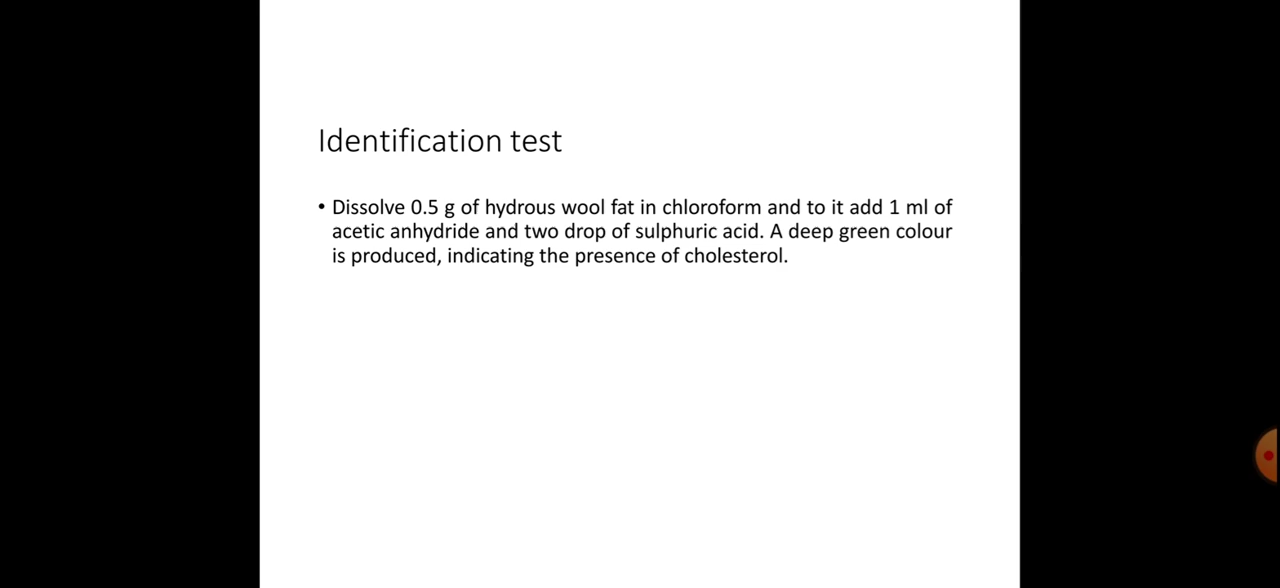 Identification test
• Dissolve 0.5 g of hydrous wool fat in chloroform and to it add 1 ml of
acetic anhydride and two drop of sulphuric acid. A deep green colour
is produced, indicating the presence of cholesterol.